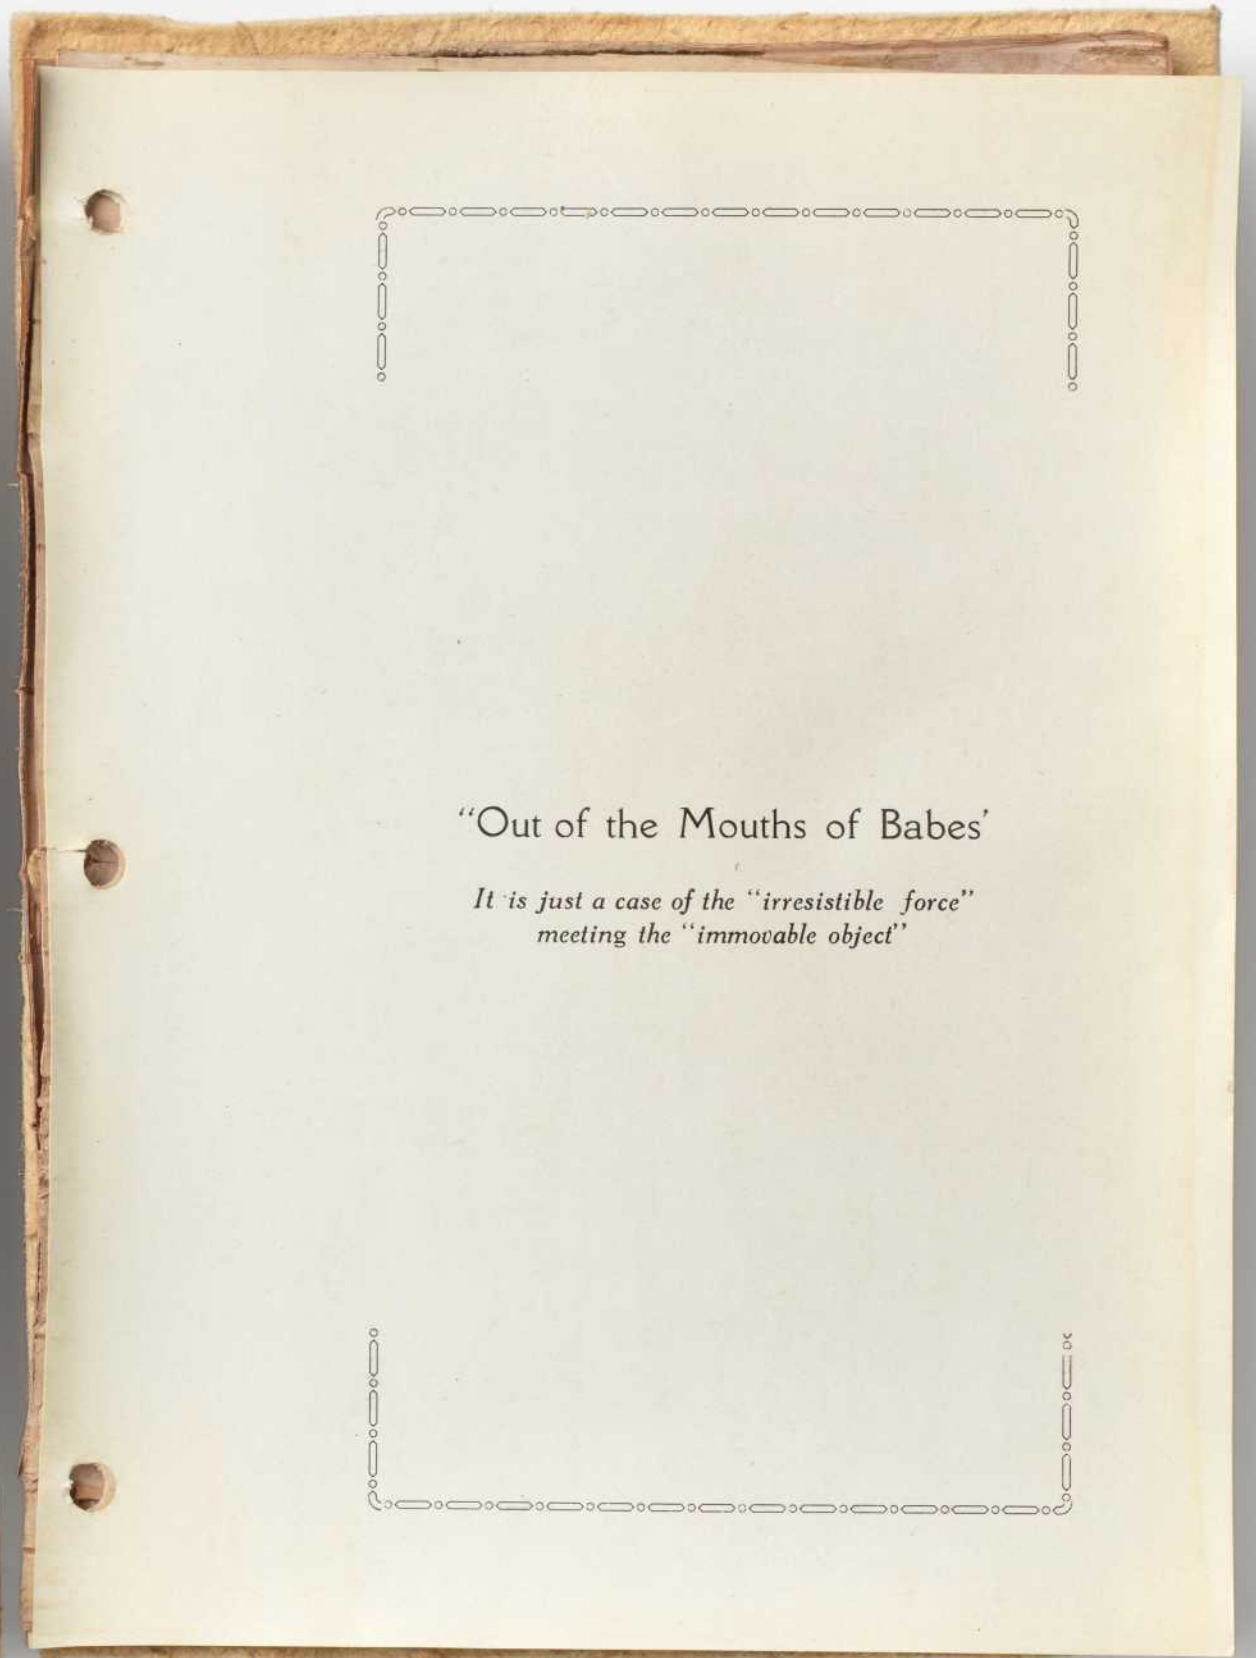 “Out of the Mouths of Babes’
It is just a case of the “irresistible force”
meeting the “immovable object”